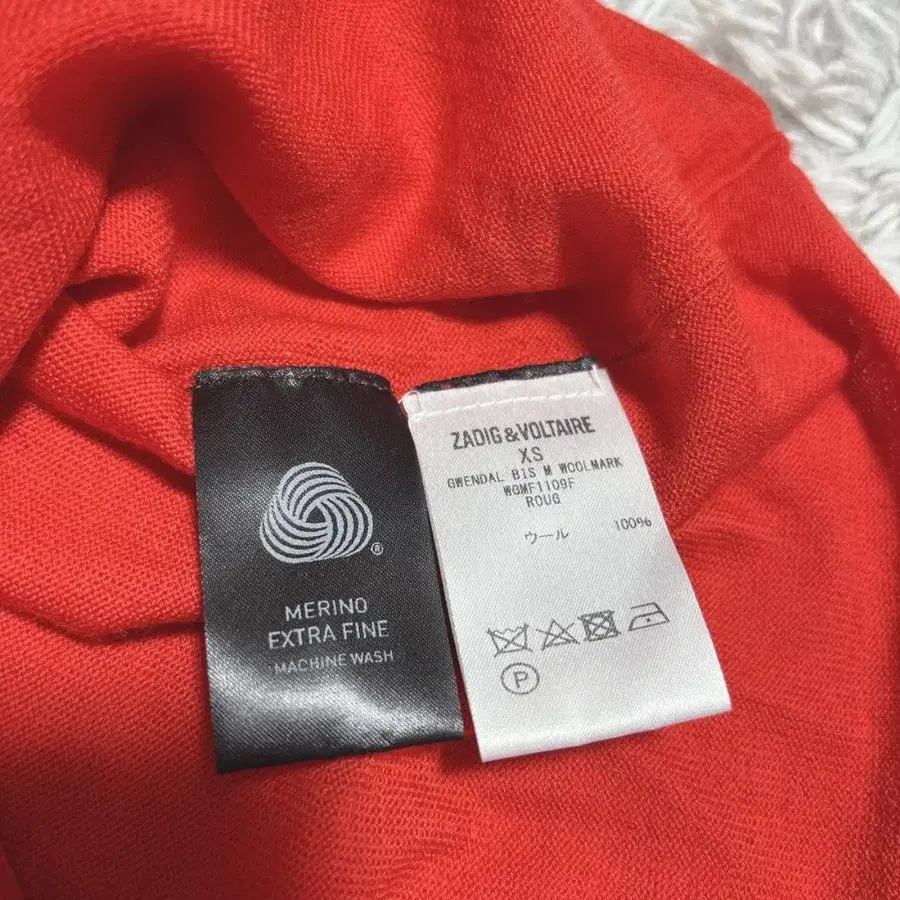 MERINO
EXTRA FINE
MACHINE WASH
ZADIG & VOLTAIRE
XS
GWENDAL BIS M WOOLMARK
WGMF1109F
ROUG
ウール 100%
P